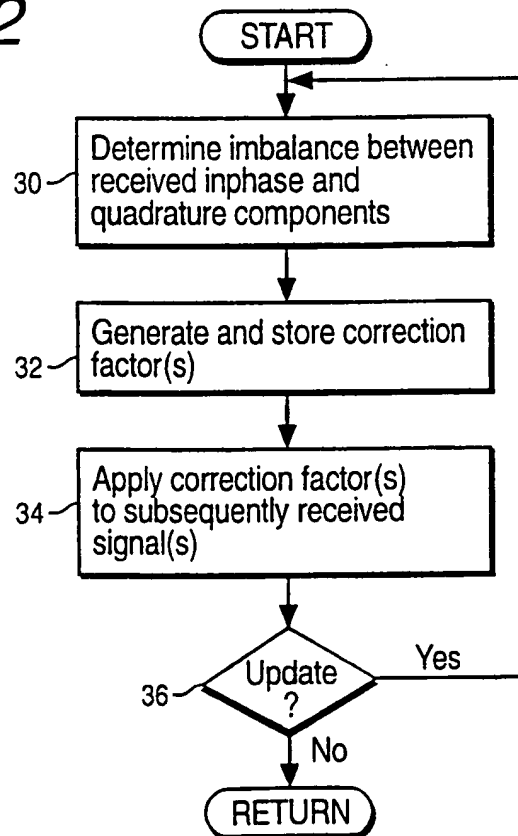 2
START
30
Determine imbalance between
received inphase and
quadrature components
32
Generate and store correction
factor(s)
34
Apply correction factor(s)
to subsequently received
signal(s)
36
Update
?
Yes
No
RETURN